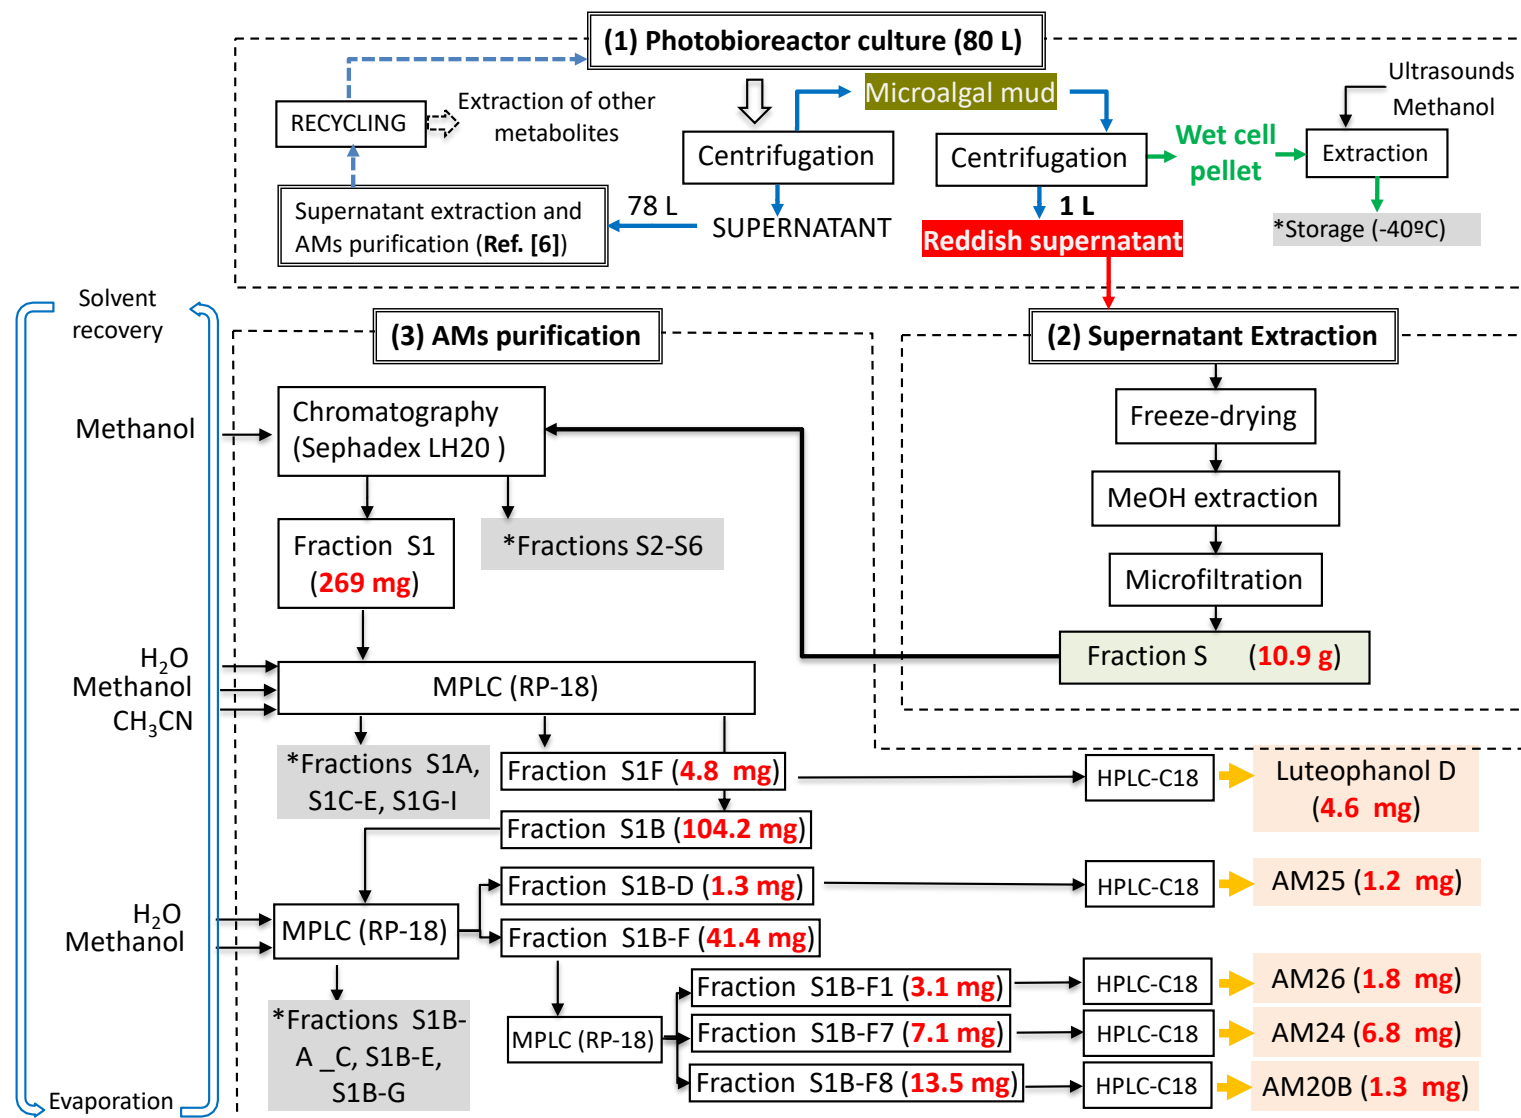 (1) Photobioreactor culture (80 L)
Microalgal mud
Ultrasounds
Methanol
RECYCLING
Extraction of other
metabolites
Centrifugation
Centrifugation
Wet cell
pellet
Extraction
Supernatant extraction and
AMs purification (Ref. [6])
78 L
SUPERNATANT
1 L
Reddish supernatant
*Storage (-40ºC)
Solvent
recovery
(3) AMs purification
(2) Supernatant Extraction
Methanol
Chromatography
(Sephadex LH20 )
Freeze-drying
MeOH extraction
Microfiltration
Fraction S (10.9 g)
Fraction S1
(269 mg)
*Fractions S2-S6
H2O
Methanol
CH3CN
MPLC (RP-18)
*Fractions S1A,
S1C-E, S1G-I
Fraction S1F (4.8 mg)
HPLC-C18
Luteophanol D
(4.6 mg)
Fraction S1B (104.2 mg)
Fraction S1B-D (1.3 mg)
HPLC-C18
AM25 (1.2 mg)
H2O
Methanol
MPLC (RP-18)
Fraction S1B-F (41.4 mg)
*Fractions S1B-
A _C, S1B-E,
S1B-G
MPLC (RP-18)
Fraction S1B-F1 (3.1 mg)
HPLC-C18
AM26 (1.8 mg)
Fraction S1B-F7 (7.1 mg)
HPLC-C18
AM24 (6.8 mg)
Fraction S1B-F8 (13.5 mg)
HPLC-C18
AM20B (1.3 mg)
Evaporation